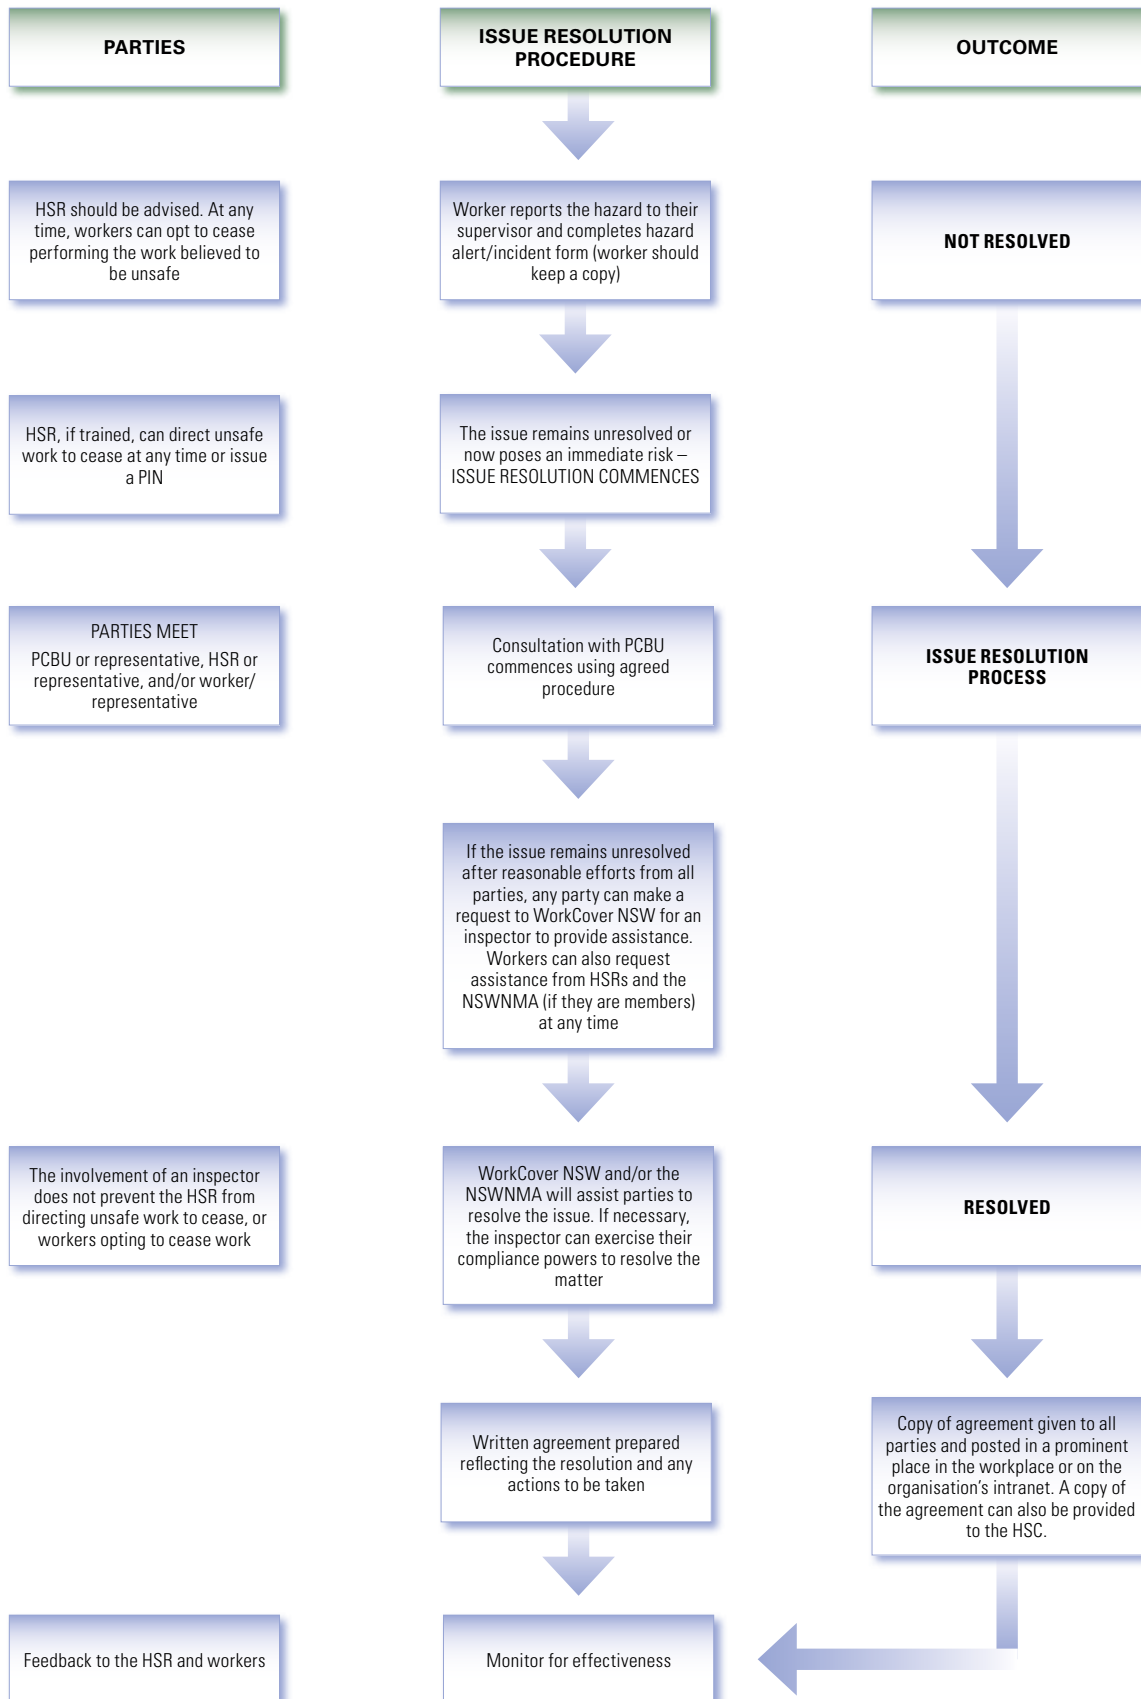 PARTIES
ISSUE RESOLUTION
PROCEDURE
OUTCOME
HSR should be advised. At any
time, workers can opt to cease
performing the work believed to
be unsafe
Worker reports the hazard to their
supervisor and completes hazard
alert/incident form (worker should
keep a copy)
NOT RESOLVED
HSR, if trained, can direct unsafe
work to cease at any time or issue
a PIN
The issue remains unresolved or
now poses an immediate risk –
ISSUE RESOLUTION COMMENCES
PARTIES MEET
PCBU or representative, HSR or
representative, and/or worker/
representative
Consultation with PCBU
commences using agreed
procedure
ISSUE RESOLUTION
PROCESS
If the issue remains unresolved
after reasonable efforts from all
parties, any party can make a
request to WorkCover NSW for an
inspector to provide assistance.
Workers can also request
assistance from HSRs and the
NSWNMA (if they are members)
at any time
The involvement of an inspector
does not prevent the HSR from
directing unsafe work to cease, or
workers opting to cease work
WorkCover NSW and/or the
NSWNMA will assist parties to
resolve the issue. If necessary,
the inspector can exercise their
compliance powers to resolve the
matter
RESOLVED
Written agreement prepared
reflecting the resolution and any
actions to be taken
Copy of agreement given to all
parties and posted in a prominent
place in the workplace or on the
organisation's intranet. A copy of
the agreement can also be provided
to the HSC.
Feedback to the HSR and workers
Monitor for effectiveness